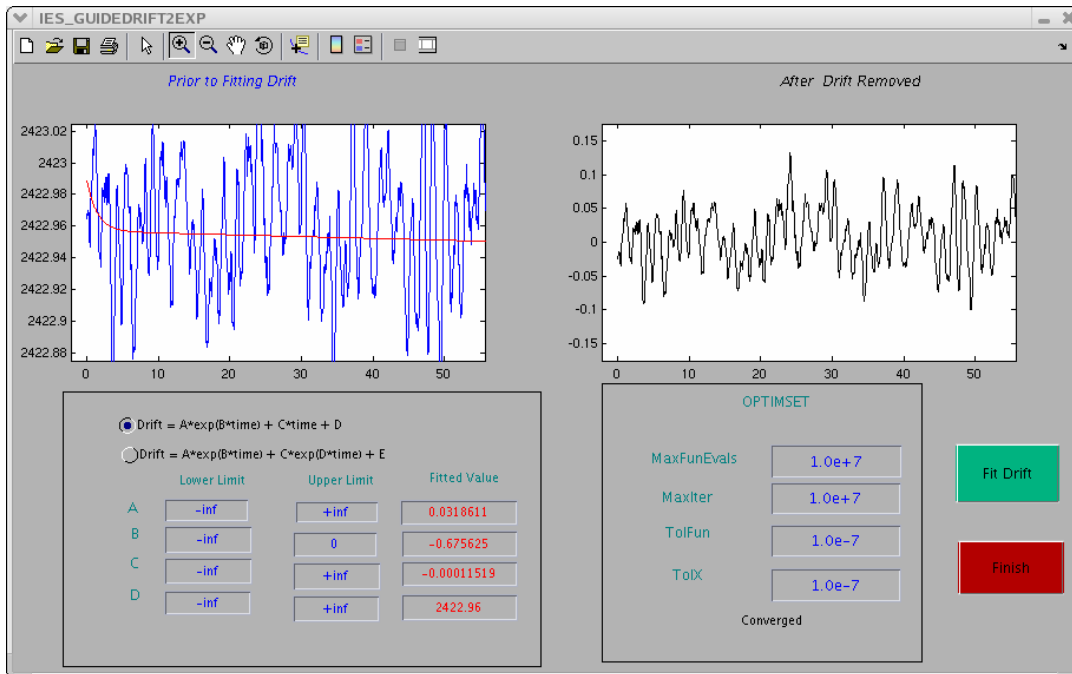 IES_GUIDEDRIFT2EXP
Prior to Fitting Drift
2423.02
2423
2422.98
2422.96
2422.94
2422.92
2422.9
2422.88
0 10 20 30 40 50
After Drift Removed
0.15
0.1
0.05
0
-0.05
-0.1
-0.15
0 10 20 30 40 50
Drift = A*exp(B*time) + C*time + D
Drift = A*exp(B*time) + C*exp(D*time) + E
Lower Limit Upper Limit Fitted Value
A -inf +inf 0.0318611
B -inf 0 -0.675625
C -inf +inf -0.00011519
D -inf +inf 2422.96
OPTIMSET
MaxFunEvals 1.0e+7
MaxIter 1.0e+7
TolFun 1.0e-7
TolX 1.0e-7
Converged
Fit Drift
Finish